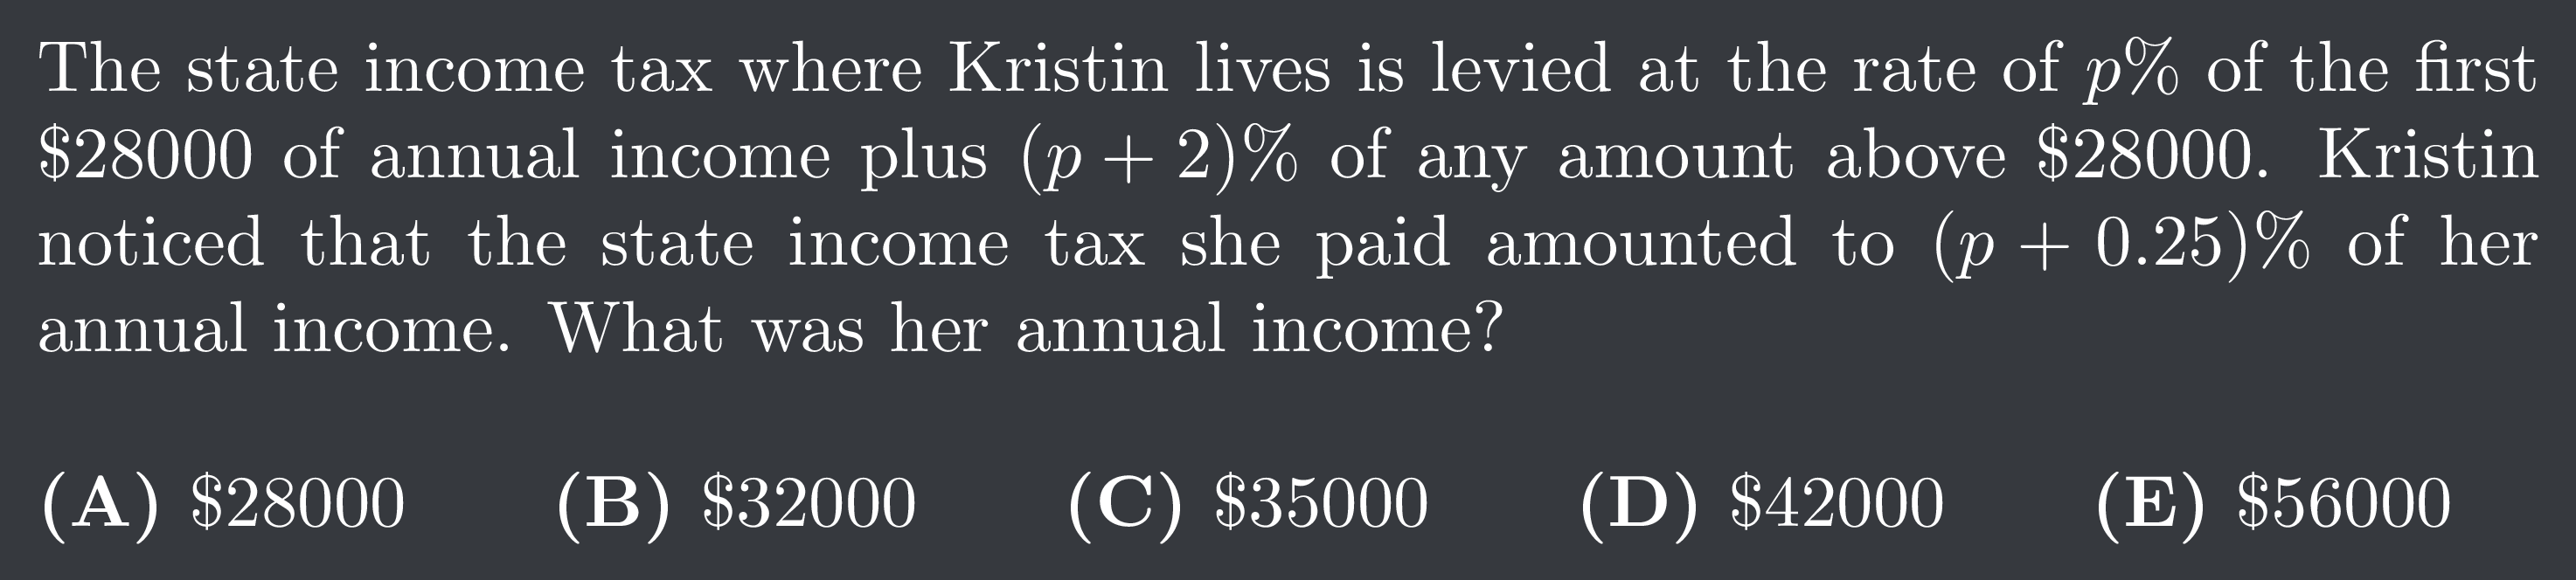 The state income tax where Kristin lives is levied at the rate of p% of the first
$28000 of annual income plus (p + 2)% of any amount above $28000. Kristin
noticed that the state income tax she paid amounted to (p + 0.25)% of her
annual income. What was her annual income?
(A) $28000 (B) $32000 (C) $35000 (D) $42000 (E) $56000